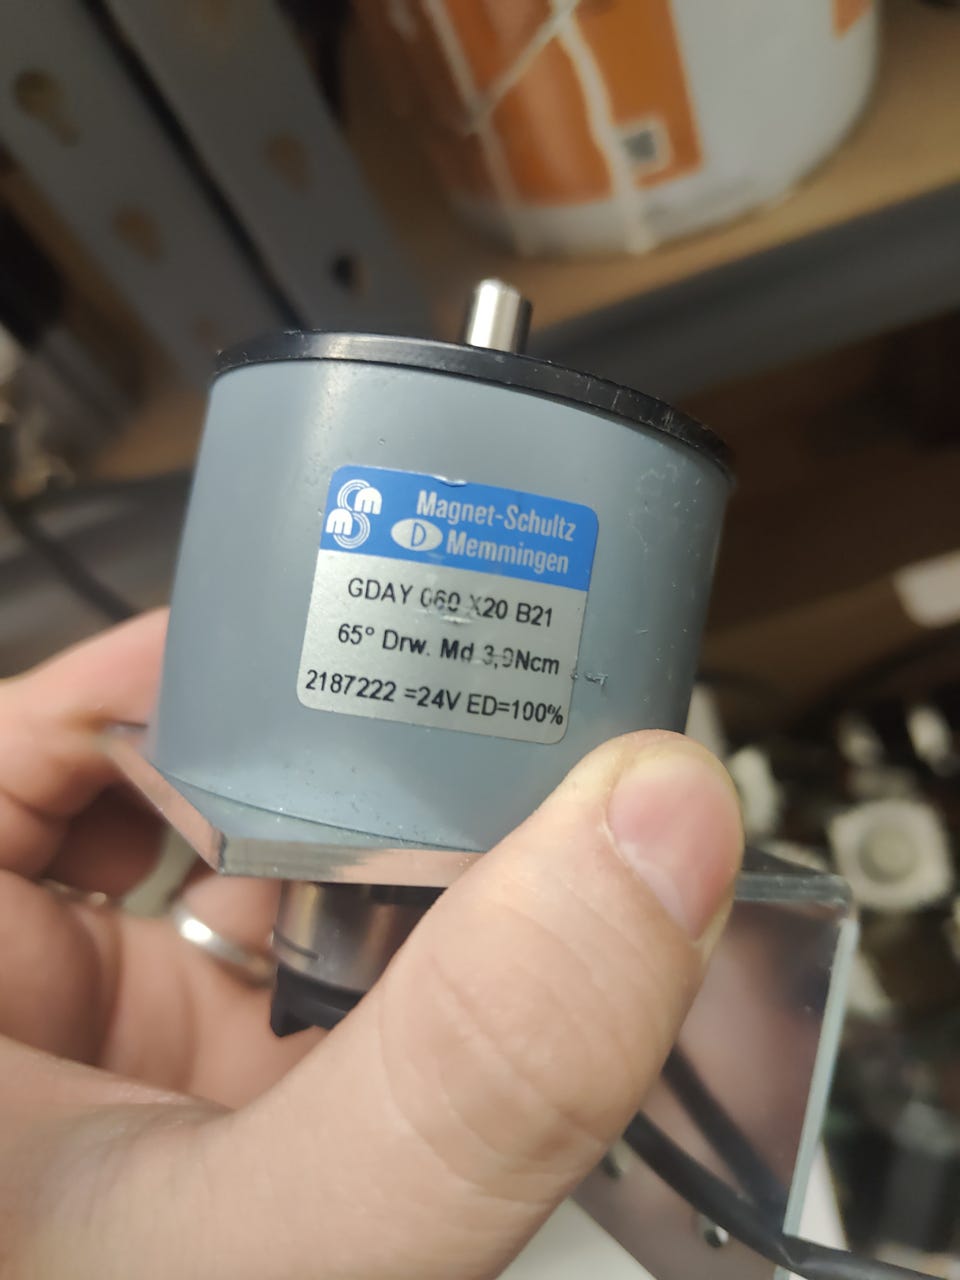 Magnet-Schultz
D Memmingen
GDAY 060 X20 B21
65° Drw. Md 3,9Ncm
2187222 =24V ED=100%